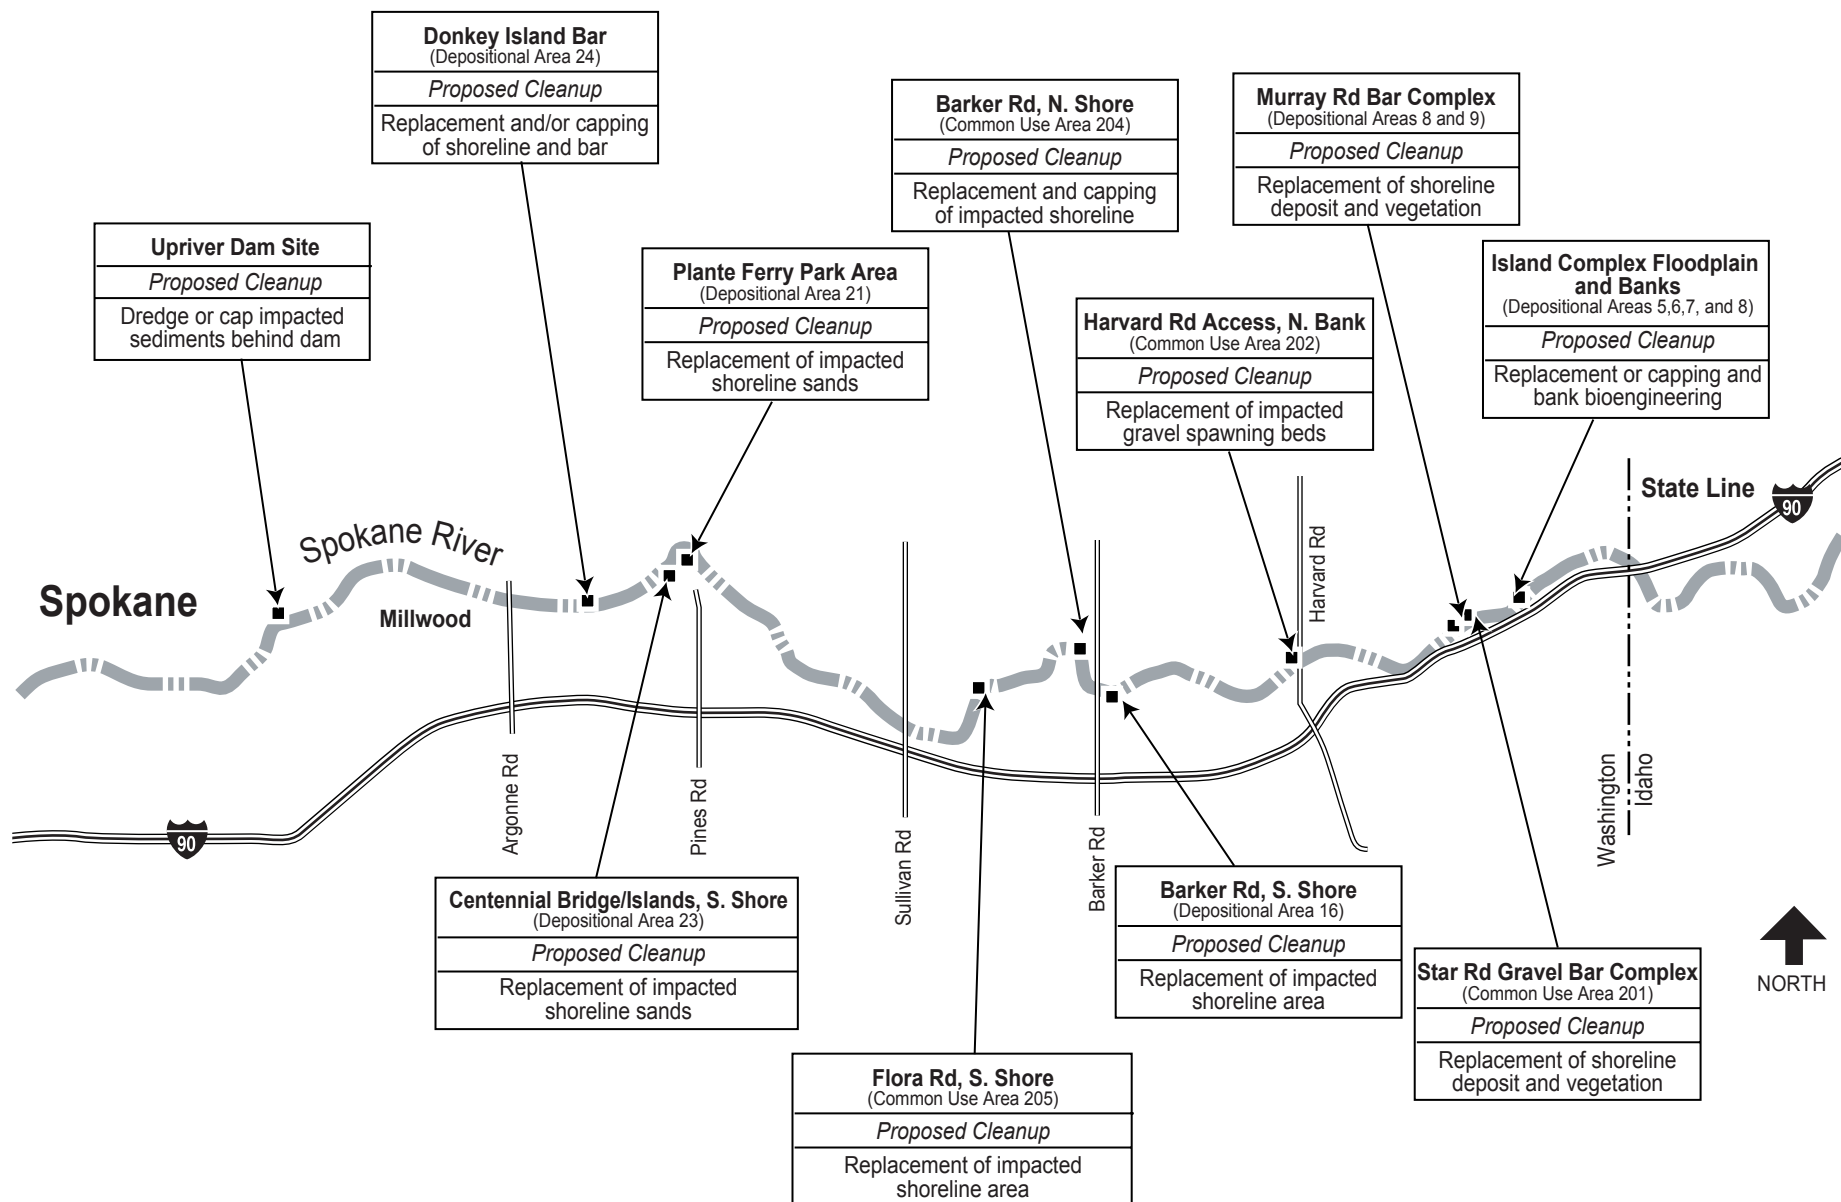 Donkey Island Bar
(Depositional Area 24)
Proposed Cleanup
Replacement and/or capping
of shoreline and bar
Barker Rd, N. Shore
(Common Use Area 204)
Proposed Cleanup
Replacement and capping
of impacted shoreline
Murray Rd Bar Complex
(Depositional Areas 8 and 9)
Proposed Cleanup
Replacement of shoreline
deposit and vegetation
Upriver Dam Site
Proposed Cleanup
Dredge or cap impacted
sediments behind dam
Plante Ferry Park Area
(Depositional Area 21)
Proposed Cleanup
Replacement of impacted
shoreline sands
Island Complex Floodplain
and Banks
(Depositional Areas 5,6,7, and 8)
Proposed Cleanup
Replacement or capping and
bank bioengineering
Harvard Rd Access, N. Bank
(Common Use Area 202)
Proposed Cleanup
Replacement of impacted
gravel spawning beds
State Line
90
Spokane River
Spokane
Millwood
Harvard Rd
90
Argonne Rd
Pines Rd
Sullivan Rd
Barker Rd
Washington
Idaho
Centennial Bridge/Islands, S. Shore
(Depositional Area 23)
Proposed Cleanup
Replacement of impacted
shoreline sands
Barker Rd, S. Shore
(Depositional Area 16)
Proposed Cleanup
Replacement of impacted
shoreline area
Star Rd Gravel Bar Complex
(Common Use Area 201)
Proposed Cleanup
Replacement of shoreline
deposit and vegetation
NORTH
Flora Rd, S. Shore
(Common Use Area 205)
Proposed Cleanup
Replacement of impacted
shoreline area